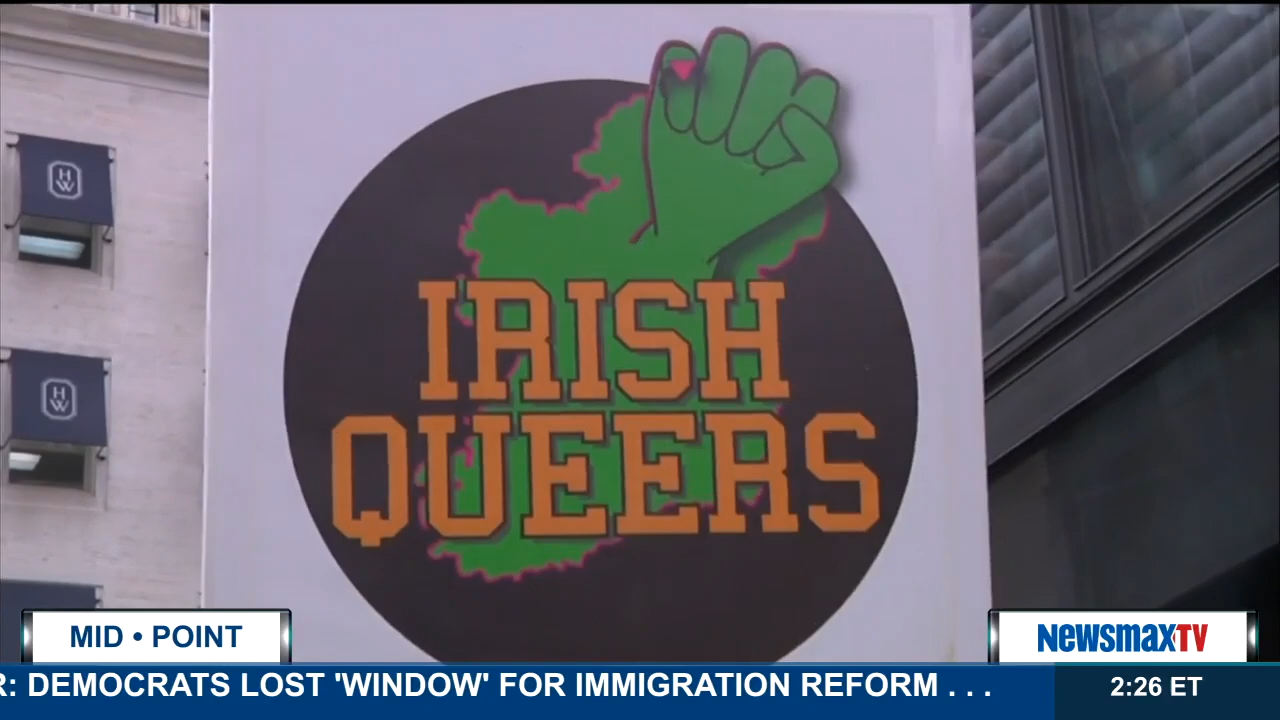 H
W
H
W
IRISH
QUEERS
MID • POINT
NEWSMAXTV
R: DEMOCRATS LOST 'WINDOW' FOR IMMIGRATION REFORM . . .
2:26 ET